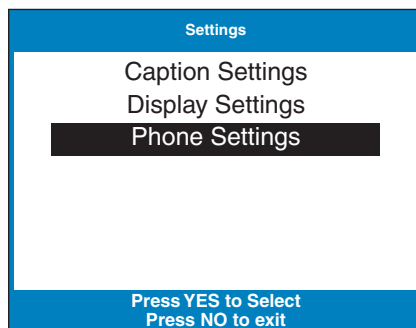 Settings
Caption Settings
Display Settings
Phone Settings
Press YES to Select
Press NO to exit